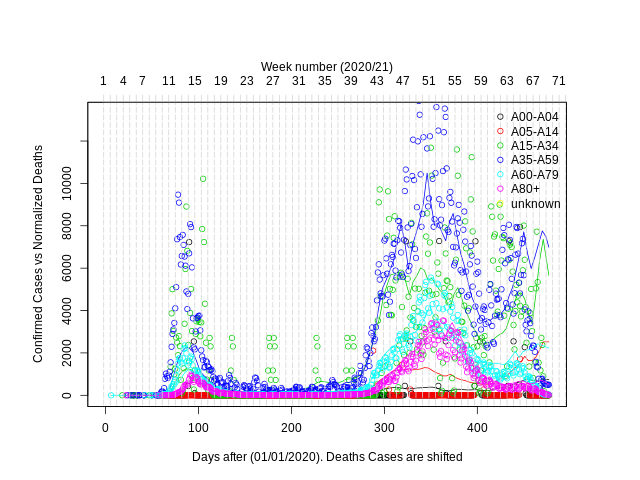 Week number (2020/21)
1 4 7 11 15 19 23 27 31 35 39 43 47 51 55 59 63 67 71
Confirmed Cases vs Normalized Deaths
10000
8000
6000
4000
2000
0
A00-A04
A05-A14
A15-A34
A35-A59
A60-A79
A80+
unknown
0 100 200 300 400
Days after (01/01/2020). Deaths Cases are shifted